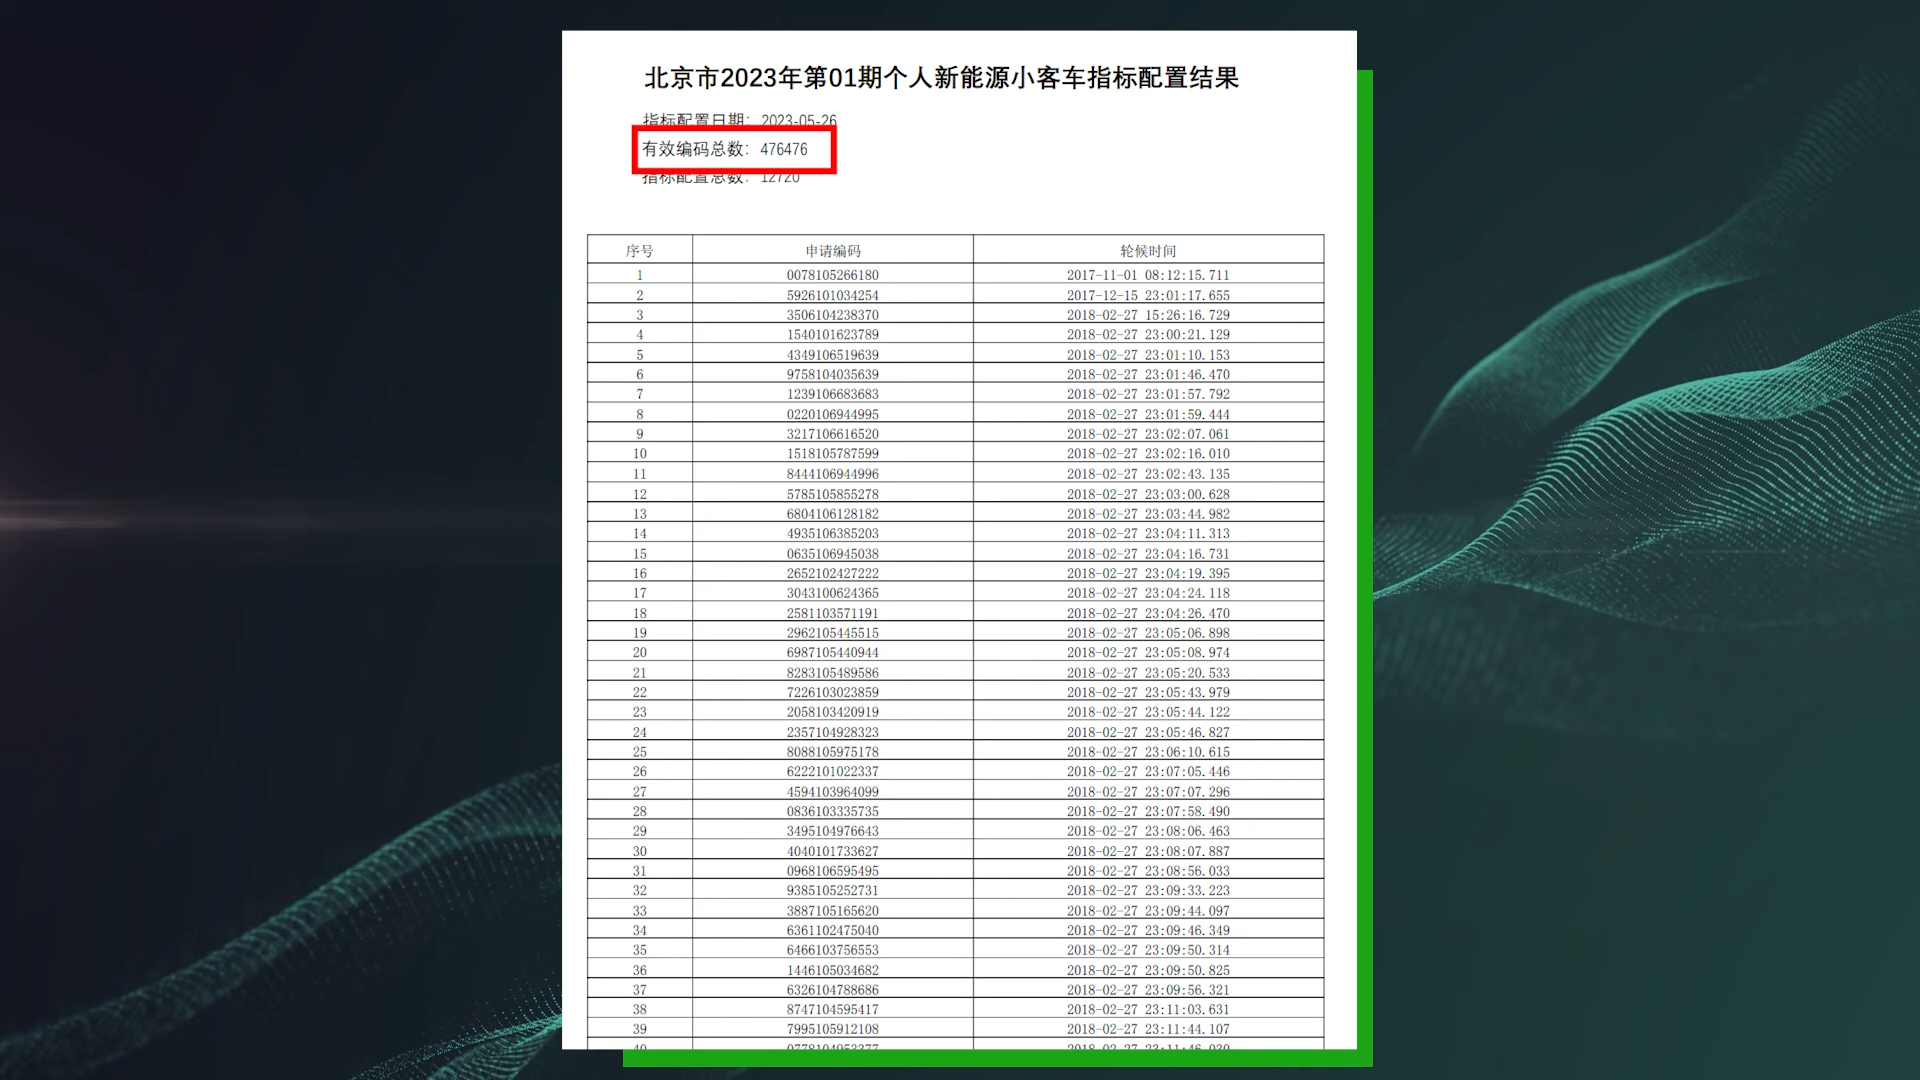 北京市2023年第01期个人新能源小客车指标配置结果
指标配置日期：2023-05-26
有效编码总数：476476
指标配置总数：12720
序号 申请编码 轮候时间
1 0078105266180 2017-11-01 08:12:15.711
2 5926101034254 2017-12-15 23:01:17.655
3 3506104238370 2018-02-27 15:26:16.729
4 1540101623789 2018-02-27 23:00:21.129
5 4349106519639 2018-02-27 23:01:10.153
6 9758104035639 2018-02-27 23:01:46.470
7 1239106683683 2018-02-27 23:01:57.792
8 0220106944995 2018-02-27 23:01:59.444
9 3217106616520 2018-02-27 23:02:07.061
10 1518105787599 2018-02-27 23:02:16.010
11 8444106944996 2018-02-27 23:02:43.135
12 5785105855278 2018-02-27 23:03:00.628
13 6804106128182 2018-02-27 23:03:44.982
14 4935106385203 2018-02-27 23:04:11.313
15 0635106945038 2018-02-27 23:04:16.731
16 2652102427222 2018-02-27 23:04:19.395
17 3043100624365 2018-02-27 23:04:24.118
18 2581103571191 2018-02-27 23:04:26.470
19 2962105445515 2018-02-27 23:05:06.898
20 6987105440944 2018-02-27 23:05:08.974
21 8283105489586 2018-02-27 23:05:20.533
22 7226103023859 2018-02-27 23:05:43.979
23 2058103420919 2018-02-27 23:05:44.122
24 2357104928323 2018-02-27 23:05:46.827
25 8088105975178 2018-02-27 23:06:10.615
26 6222101022337 2018-02-27 23:07:05.446
27 4594103964099 2018-02-27 23:07:07.296
28 0836103335735 2018-02-27 23:07:58.490
29 3495104976643 2018-02-27 23:08:06.463
30 4040101733627 2018-02-27 23:08:07.887
31 0968106595495 2018-02-27 23:08:56.033
32 9385105252731 2018-02-27 23:09:33.223
33 3887105165620 2018-02-27 23:09:44.097
34 6361102475040 2018-02-27 23:09:46.349
35 6466103756553 2018-02-27 23:09:50.314
36 1446105034682 2018-02-27 23:09:50.825
37 6326104788686 2018-02-27 23:09:56.321
38 8747104595417 2018-02-27 23:11:03.631
39 7995105912108 2018-02-27 23:11:44.107